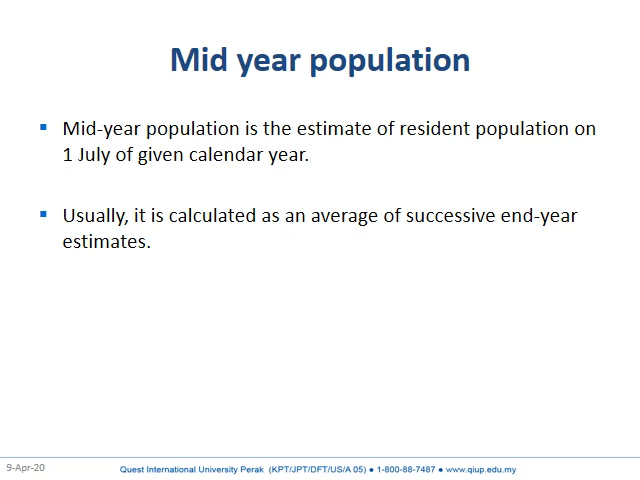 Mid year population
▪ Mid-year population is the estimate of resident population on
1 July of given calendar year.
▪ Usually, it is calculated as an average of successive end-year
estimates.
9-Apr-20
Quest International University Perak (KPT/JPT/DFT/US/A 05) ● 1-800-88-7487 ● www.qiup.edu.my